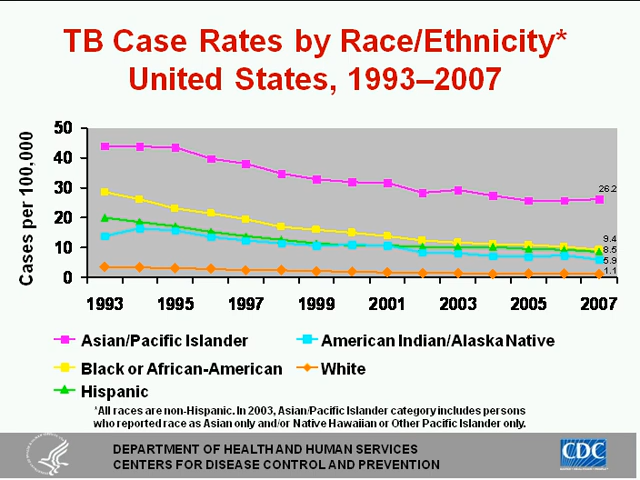 TB Case Rates by Race/Ethnicity*
United States, 1993–2007
Cases per 100,000
50
40
30
20
10
0
26.2
9.4
8.5
5.9
1.1
1993 1995 1997 1999 2001 2003 2005 2007
Asian/Pacific Islander American Indian/Alaska Native
Black or African-American White
Hispanic
*All races are non-Hispanic. In 2003, Asian/Pacific Islander category includes persons
who reported race as Asian only and/or Native Hawaiian or Other Pacific Islander only.
DEPARTMENT OF HEALTH AND HUMAN SERVICES
CENTERS FOR DISEASE CONTROL AND PREVENTION
CDC